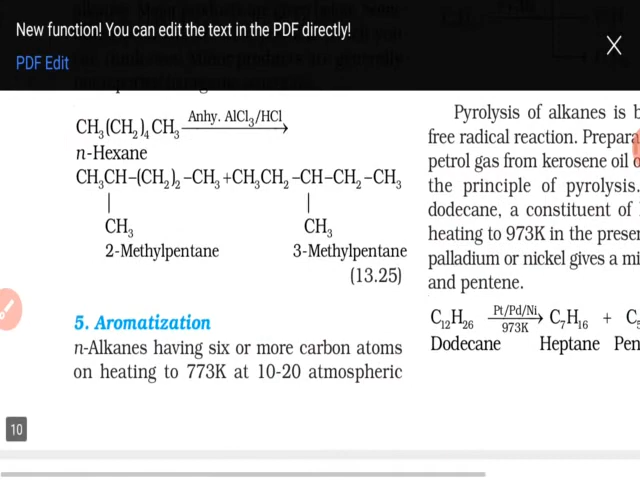 New function! You can edit the text in the PDF directly!
PDF Edit
CH₃(CH₂)₄CH₃ Anhy. AlCl₃/HCl →
n-Hexane
CH₃CH–(CH₂)₂–CH₃+CH₃CH₂–CH–CH₂–CH₃
| |
CH₃ CH₃
2-Methylpentane 3-Methylpentane
(13.25)
5. Aromatization
n-Alkanes having six or more carbon atoms
on heating to 773K at 10-20 atmospheric
10
Pyrolysis of alkanes is
free radical reaction.
petrol gas from kerosene oil
the principle of pyrolysis.
dodecane, a constituent of
heating to 973K in the
palladium or nickel gives a
and pentene.
C₁₂H₂₆ Pt/Pd/Ni 973K → C₇H₁₆ + C
Dodecane Heptane Pen